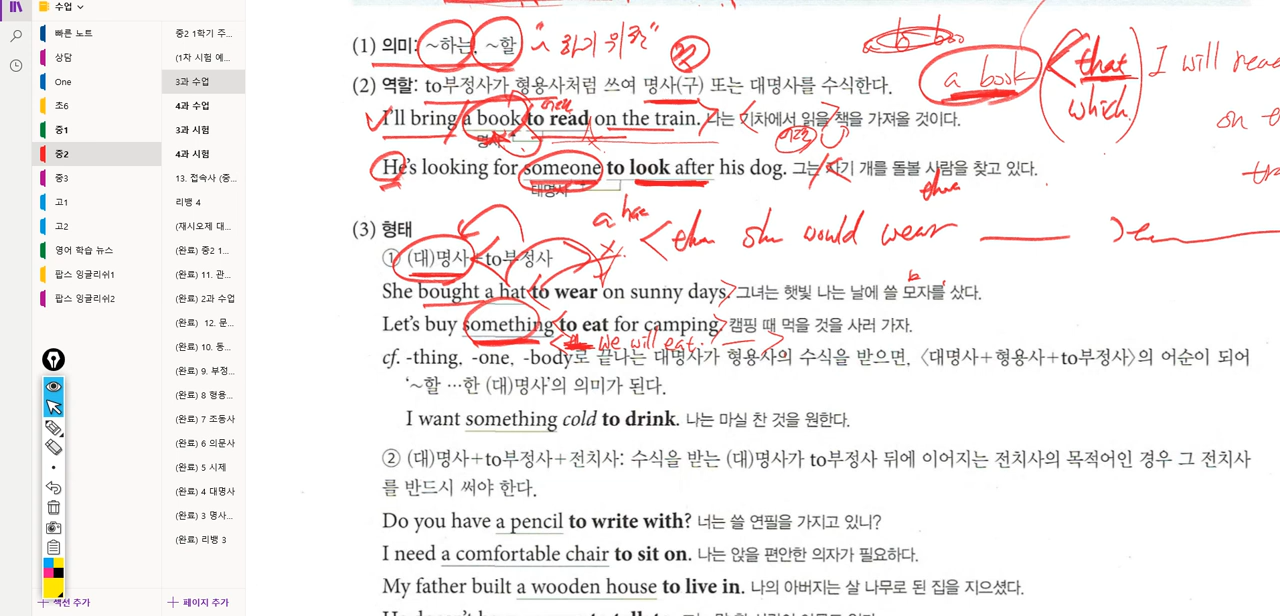 수업
빠른 노트
상담
One
초6
중1
중2
중3
고1
고2
영어 학습 뉴스
팝스 잉글리쉬1
팝스 잉글리쉬2
섹션 추가
중2 1학기 주...
(1차 시험 예...
3과 수업
4과 수업
3과 시험
4과 시험
13. 접속사 (중...
리뱅 4
(재시오제 대...
(완료) 중2 1...
(완료) 11. 관...
(완료) 2과 수업
(완료) 12. 문...
(완료) 10. 동...
(완료) 9. 부정...
(완료) 8 형용...
(완료) 7 조동사
(완료) 6 의문사
(완료) 5 시제
(완료) 4 대명사
(완료) 3 명사...
(완료) 리뱅 3
페이지 추가
(1) 의미: ~하는, ~할 "~ 하기 위한"
a book that I will read
which
on t
(2) 역할: to부정사가 형용사처럼 쓰여 명사(구) 또는 대명사를 수식한다.
I'll bring a book to read on the train. 나는 기차에서 읽을 책을 가져올 것이다.
명사
He's looking for someone to look after his dog. 그는 자기 개를 돌볼 사람을 찾고 있다.
대명사
a hat that she would wear
(3) 형태
① (대)명사+to부정사
She bought a hat to wear on sunny days. 그녀는 햇빛 나는 날에 쓸 모자를 샀다.
Let's buy something to eat for camping. 캠핑 때 먹을 것을 사러 가자.
we will eat.
cf. -thing, -one, -body로 끝나는 대명사가 형용사의 수식을 받으면, 〈대명사+형용사+to부정사〉의 어순이 되어
'~할 …한 (대)명사'의 의미가 된다.
I want something cold to drink. 나는 마실 찬 것을 원한다.
② (대)명사+to부정사+전치사: 수식을 받는 (대)명사가 to부정사 뒤에 이어지는 전치사의 목적어인 경우 그 전치사
를 반드시 써야 한다.
Do you have a pencil to write with? 너는 쓸 연필을 가지고 있니?
I need a comfortable chair to sit on. 나는 앉을 편안한 의자가 필요하다.
My father built a wooden house to live in. 나의 아버지는 살 나무로 된 집을 지으셨다.